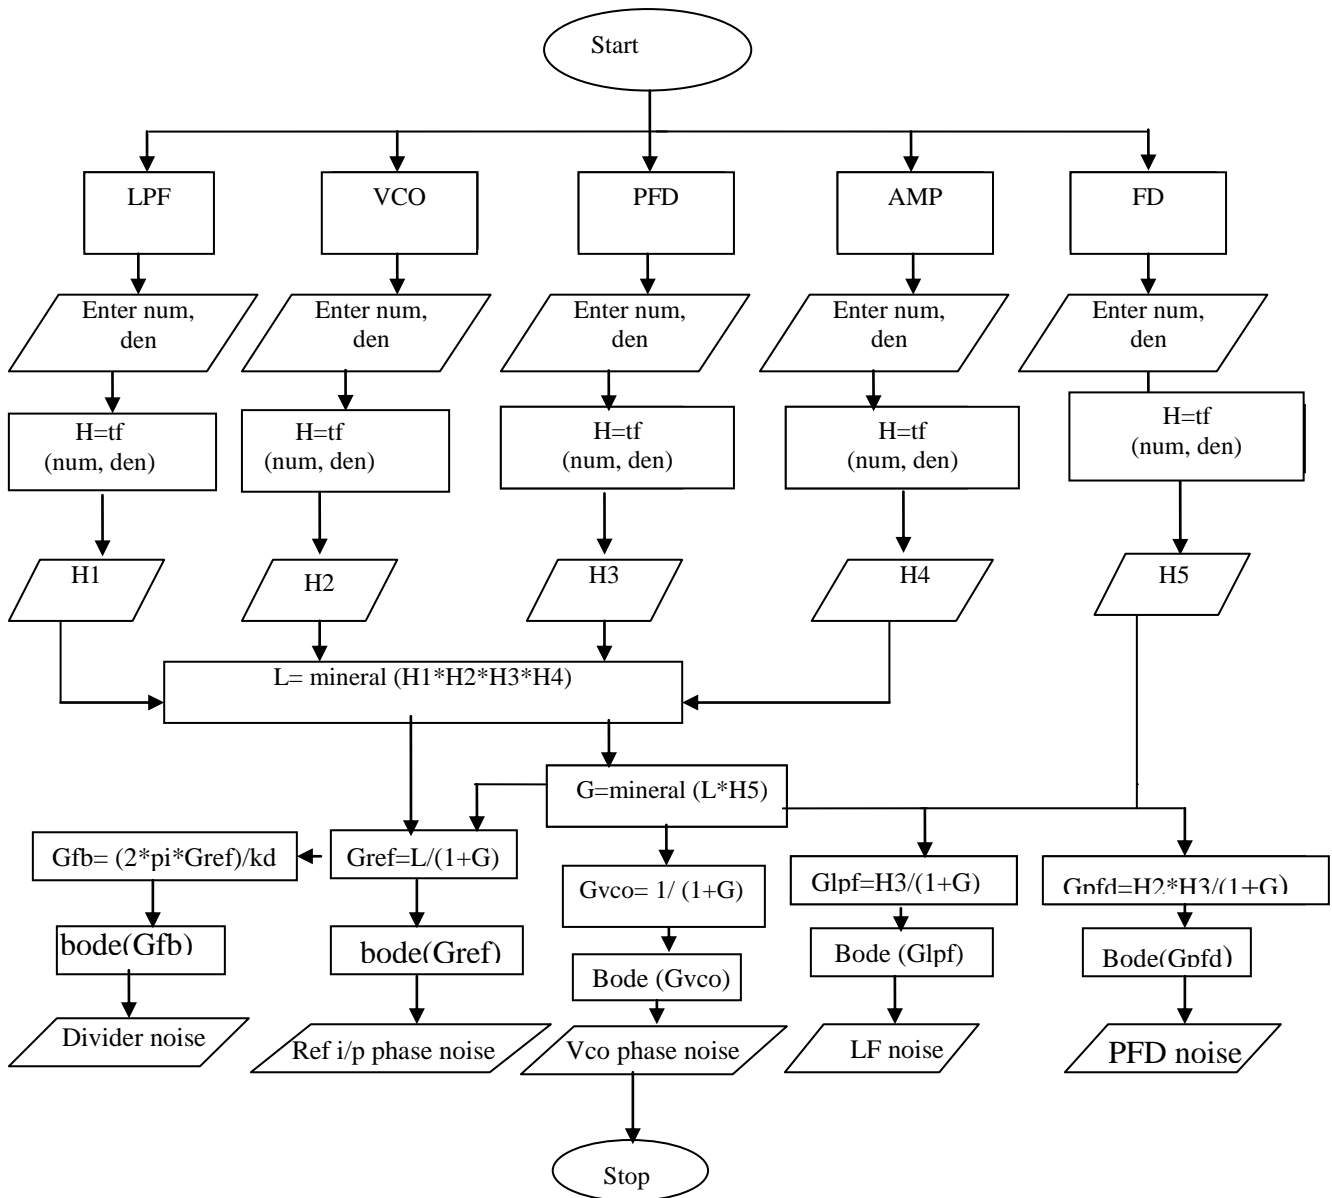 Start
LPF
VCO
PFD
AMP
FD
Enter num,
den
Enter num,
den
Enter num,
den
Enter num,
den
Enter num,
den
H=tf
(num, den)
H=tf
(num, den)
H=tf
(num, den)
H=tf
(num, den)
H=tf
(num, den)
H1
H2
H3
H4
H5
L= mineral (H1*H2*H3*H4)
G=mineral (L*H5)
Gfb= (2*pi*Gref)/kd
Gref=L/(1+G)
Gvco= 1/ (1+G)
Glpf=H3/(1+G)
Gpfd=H2*H3/(1+G)
bode(Gfb)
bode(Gref)
Bode (Gvco)
Bode (Glpf)
Bode(Gpfd)
Divider noise
Ref i/p phase noise
Vco phase noise
LF noise
PFD noise
Stop